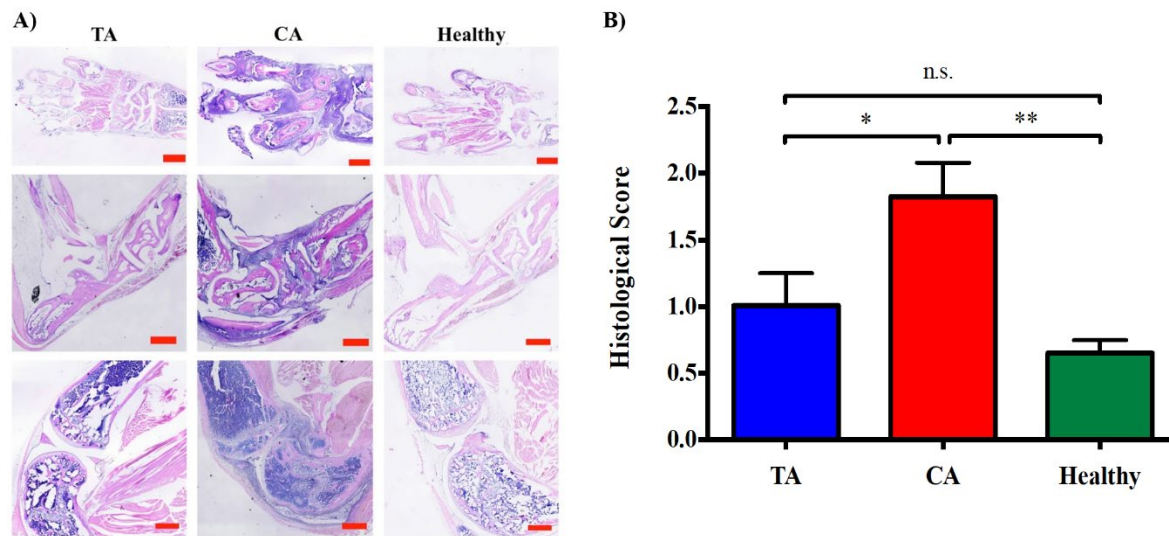 A)
TA CA Healthy
B)
n.s.
* **
Histological Score
2.5
2.0
1.5
1.0
0.5
0.0
TA CA Healthy